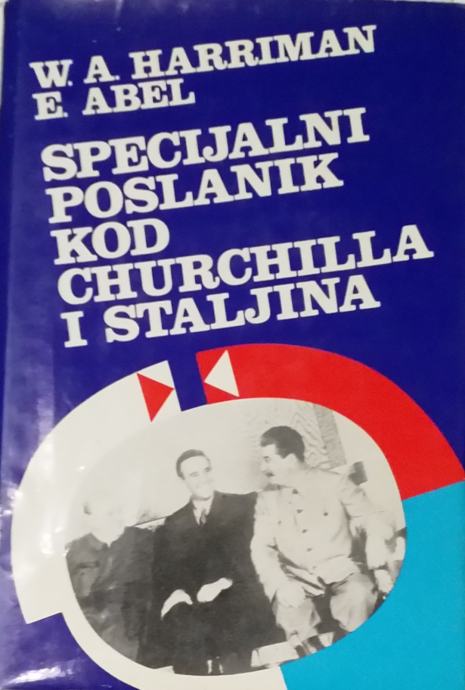 W. A. HARRIMAN
E. ABEL
SPECIJALNI
POSLANIK
KOD
CHURCHILLA
I STALJINA